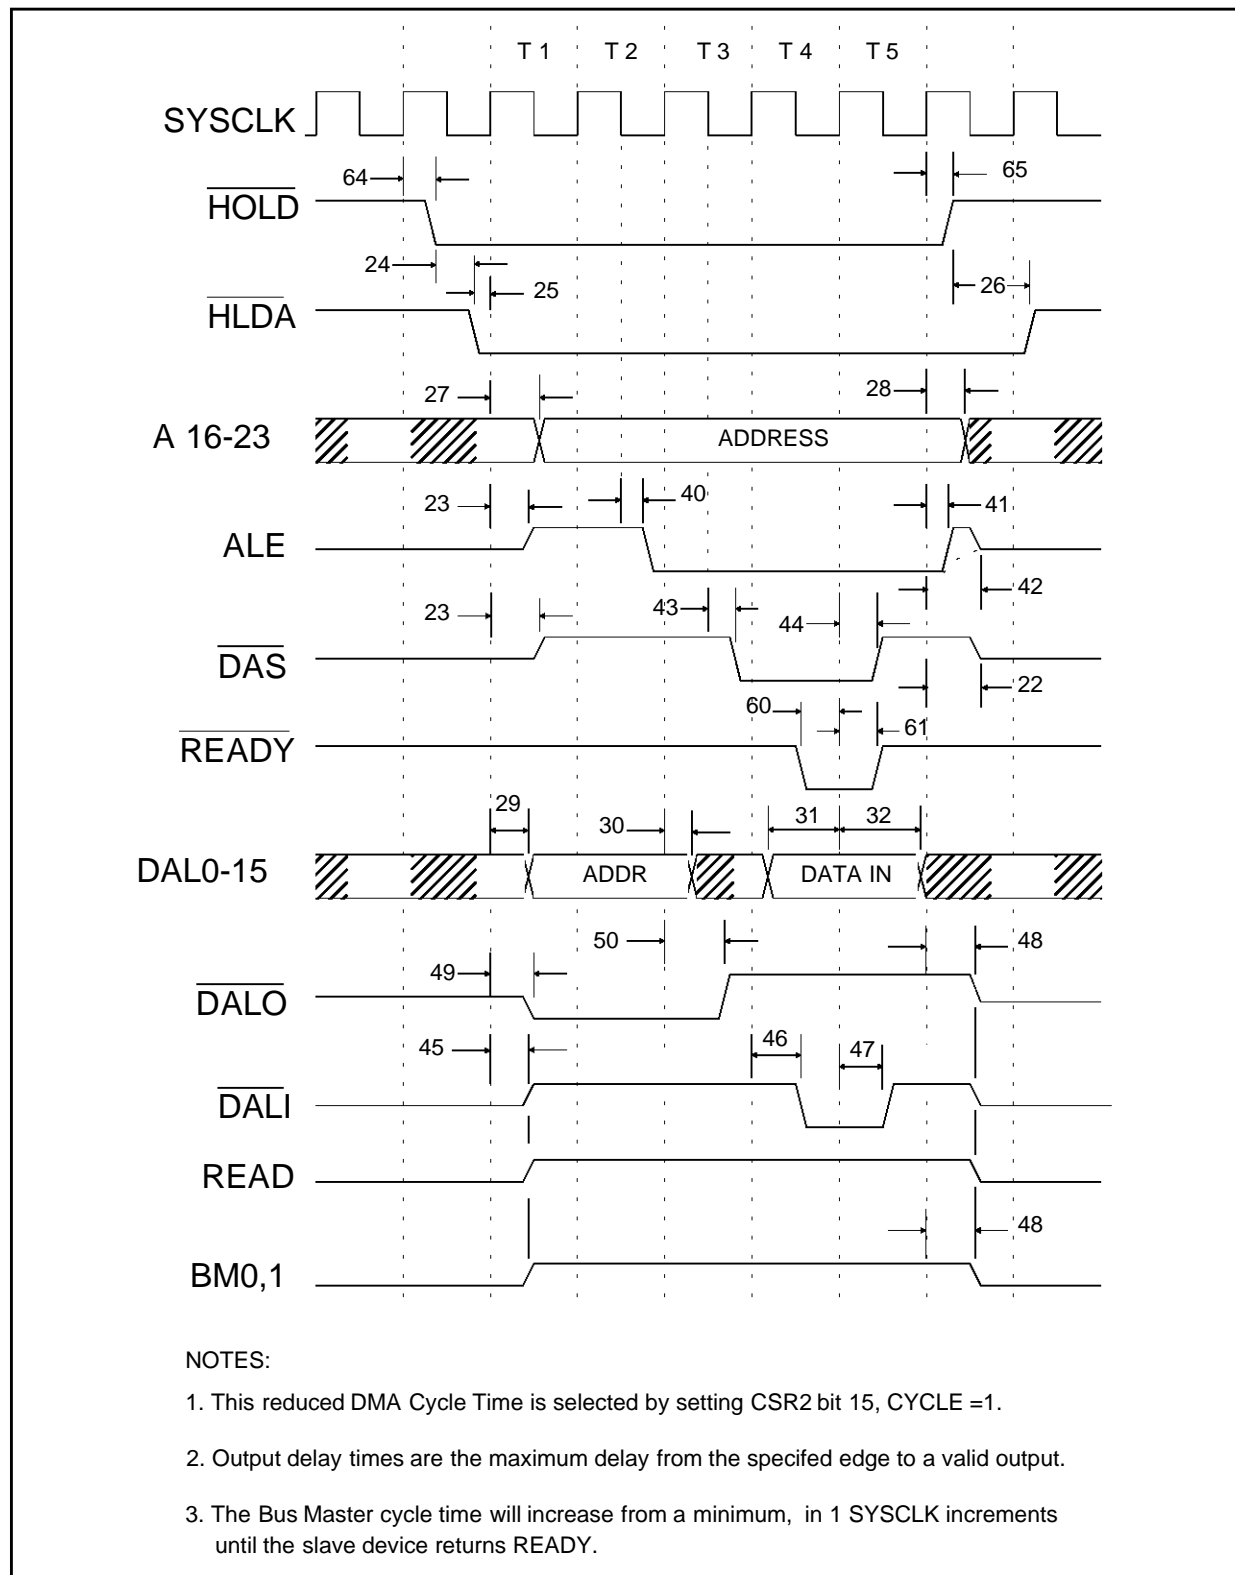 T 1 T 2 T 3 T 4 T 5
SYSCLK
64 65
HOLD
24 25 26
HLDA
27 28
A 16-23 ADDRESS
23 40 41
ALE
42
23 43 44
DAS
22
60 61
READY
29 30 31 32
DAL0-15 ADDR DATA IN
50 48
49
DALO
45 46 47
DALI
READ
48
BM0,1
NOTES:
1. This reduced DMA Cycle Time is selected by setting CSR2 bit 15, CYCLE =1.
2. Output delay times are the maximum delay from the specifed edge to a valid output.
3. The Bus Master cycle time will increase from a minimum, in 1 SYSCLK increments
until the slave device returns READY.